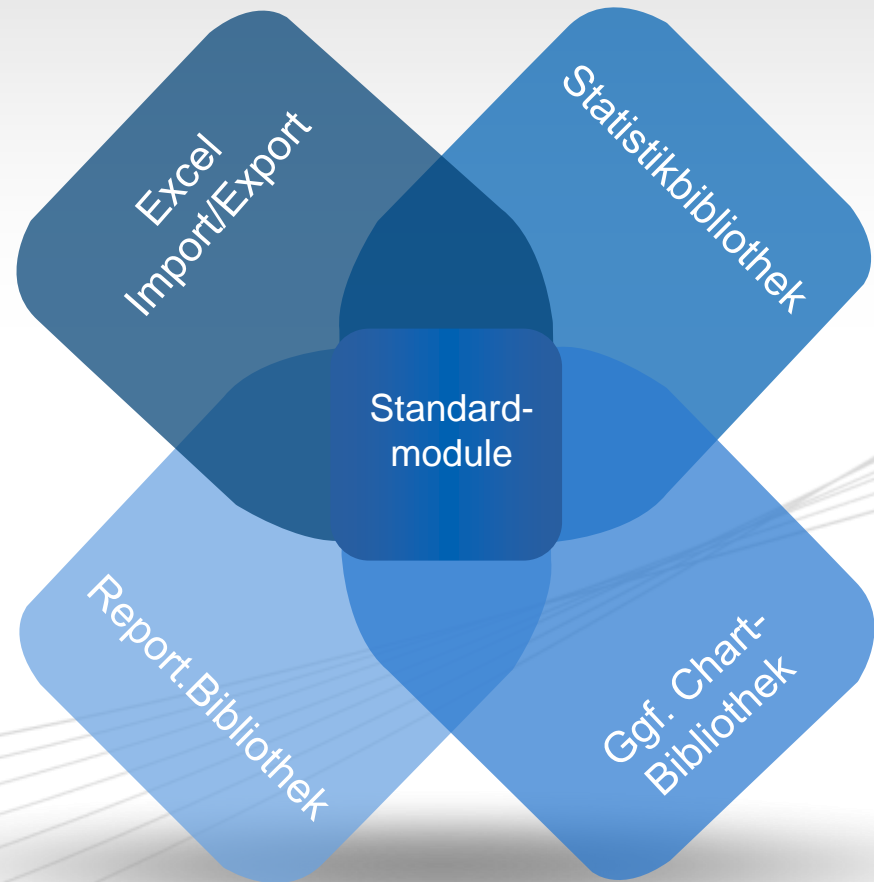 Excel
Import/Export
Statistikbibliothek
Standard-
module
Report.Bibliothek
Ggf. Chart-
Bibliothek